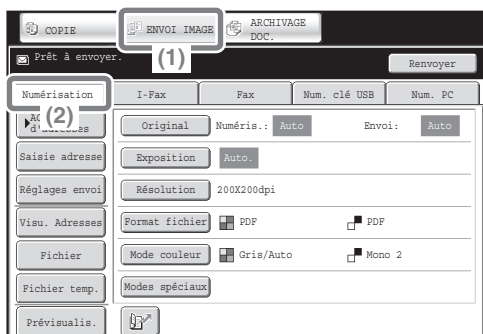 COPIE ENVOI IMAGE ARCHIVAGE DOC.
(1)
Prêt à envoyer. Renvoyer
Numérisation I-Fax Fax Num. clé USB Num. PC
(2)
d'adresses Original Numéris.: Auto Envoi: Auto
Saisie adresse Exposition Auto.
Réglages envoi Résolution 200X200dpi
Visu. Adresses Format fichier PDF PDF
Fichier Mode couleur Gris/Auto Mono 2
Fichier temp. Modes spéciaux
Prévisualis.